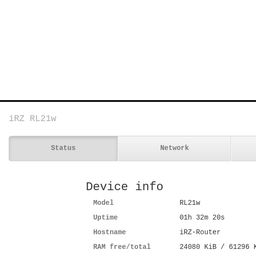 iRZ RL21w
Status Network
Device info
Model RL21w
Uptime 01h 32m 20s
Hostname iRZ-Router
RAM free/total 24080 KiB / 61296 K